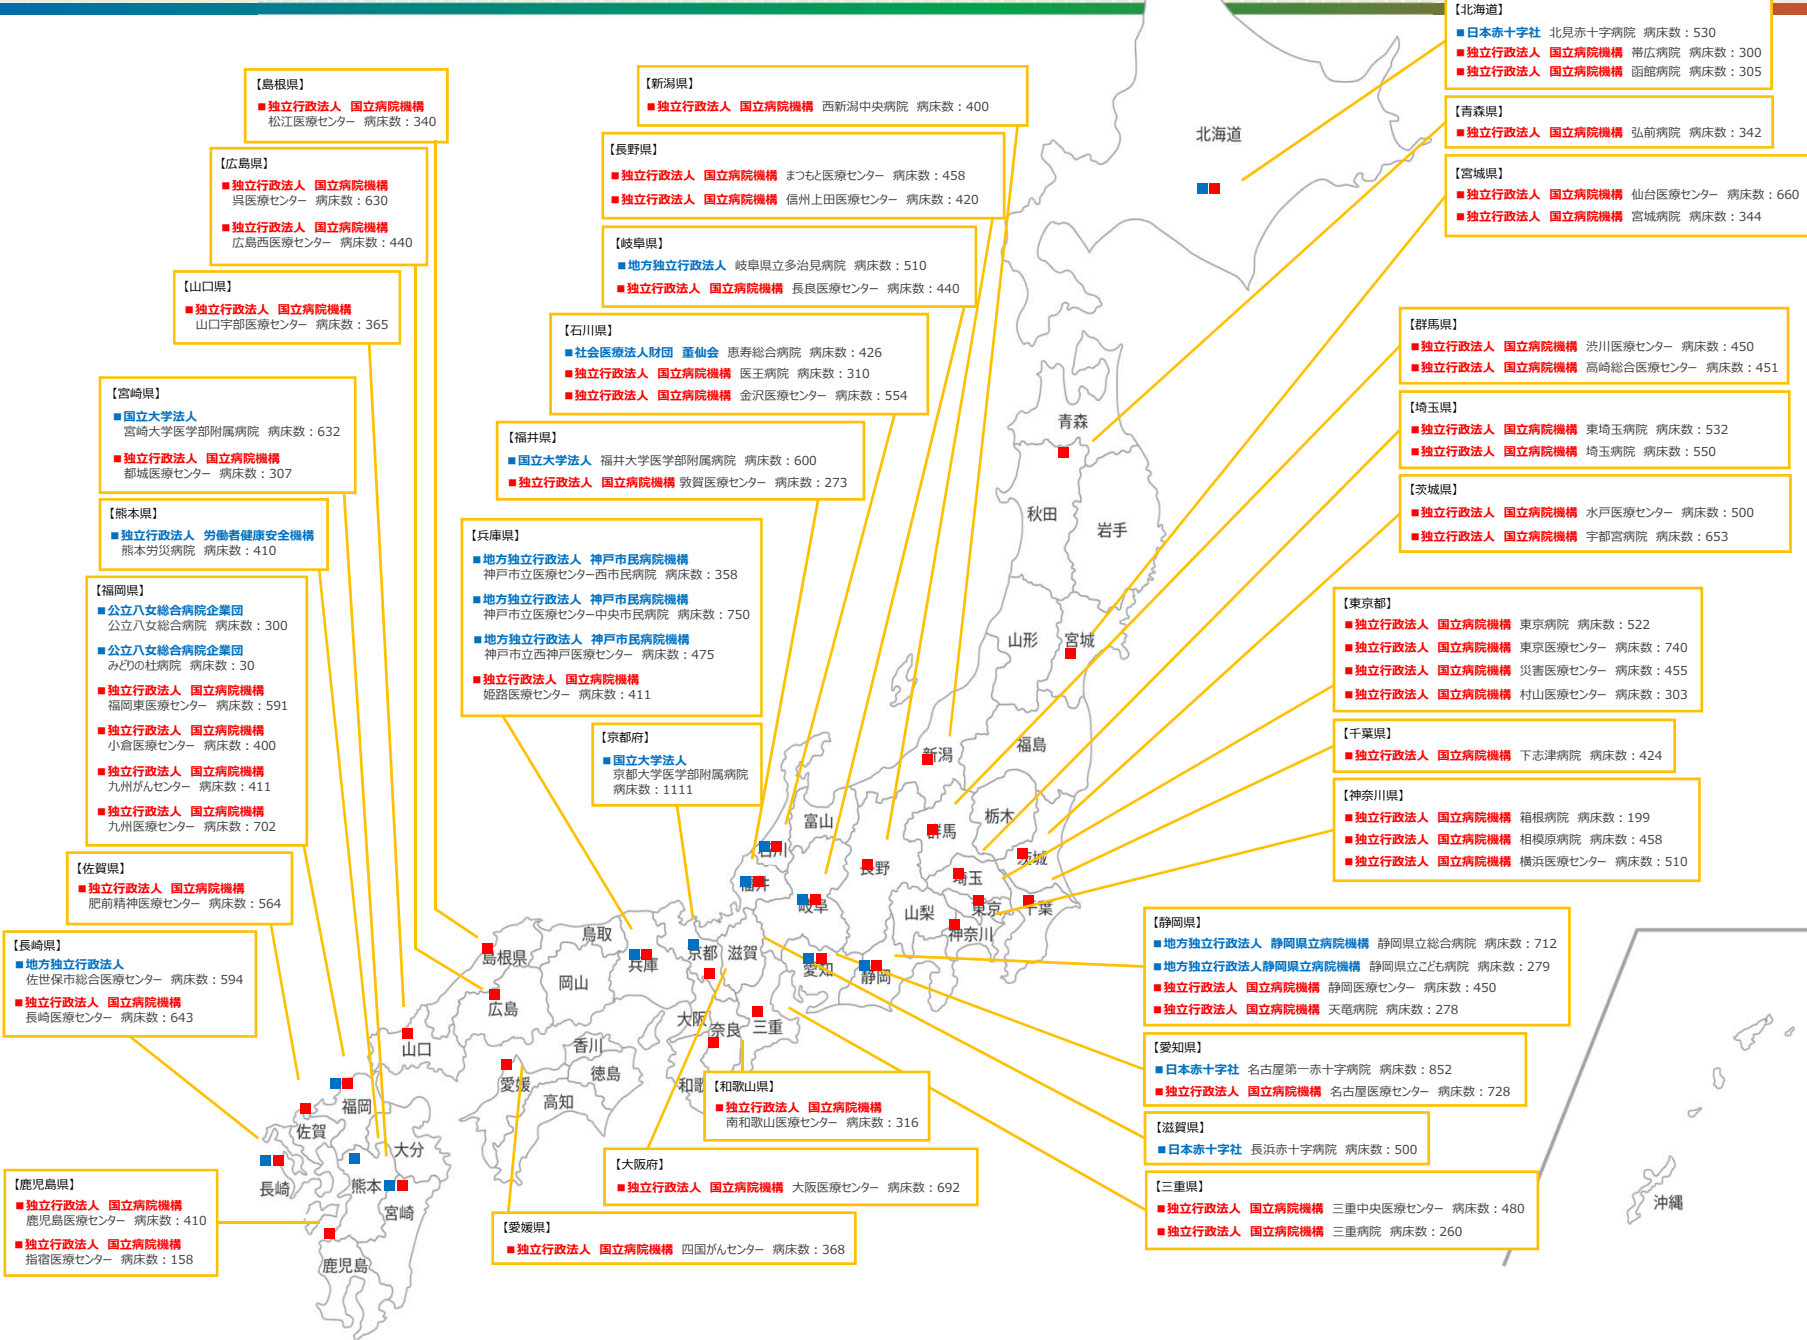 【北海道】
■日本赤十字社 北見赤十字病院 病床数：530
■独立行政法人 国立病院機構 帯広病院 病床数：300
■独立行政法人 国立病院機構 函館病院 病床数：305
【青森県】
■独立行政法人 国立病院機構 弘前病院 病床数：342
【宮城県】
■独立行政法人 国立病院機構 仙台医療センター 病床数：660
■独立行政法人 国立病院機構 宮城病院 病床数：344
【島根県】
■独立行政法人 国立病院機構
松江医療センター 病床数：340
【広島県】
■独立行政法人 国立病院機構
呉医療センター 病床数：630
■独立行政法人 国立病院機構
広島西医療センター 病床数：440
【山口県】
■独立行政法人 国立病院機構
山口宇部医療センター 病床数：365
【宮崎県】
■国立大学法人
宮崎大学医学部附属病院 病床数：632
■独立行政法人 国立病院機構
都城医療センター 病床数：307
【熊本県】
■独立行政法人 労働者健康安全機構
熊本労災病院 病床数：410
【福岡県】
■公立八女総合病院企業団
公立八女総合病院 病床数：300
■公立八女総合病院企業団
みどりの杜病院 病床数：30
■独立行政法人 国立病院機構
福岡東医療センター 病床数：591
■独立行政法人 国立病院機構
小倉医療センター 病床数：400
■独立行政法人 国立病院機構
九州がんセンター 病床数：411
■独立行政法人 国立病院機構
九州医療センター 病床数：702
【佐賀県】
■独立行政法人 国立病院機構
肥前精神医療センター 病床数：564
【長崎県】
■地方独立行政法人
佐世保市総合医療センター 病床数：594
■独立行政法人 国立病院機構
長崎医療センター 病床数：643
【鹿児島県】
■独立行政法人 国立病院機構
鹿児島医療センター 病床数：410
■独立行政法人 国立病院機構
指宿医療センター 病床数：158
【新潟県】
■独立行政法人 国立病院機構 西新潟中央病院 病床数：400
【長野県】
■独立行政法人 国立病院機構 まつもと医療センター 病床数：458
■独立行政法人 国立病院機構 信州上田医療センター 病床数：420
【岐阜県】
■地方独立行政法人 岐阜県立多治見病院 病床数：510
■独立行政法人 国立病院機構 長良医療センター 病床数：440
【石川県】
■社会医療法人財団 董仙会 恵寿総合病院 病床数：426
■独立行政法人 国立病院機構 医王病院 病床数：310
■独立行政法人 国立病院機構 金沢医療センター 病床数：554
【福井県】
■国立大学法人 福井大学医学部附属病院 病床数：600
■独立行政法人 国立病院機構 敦賀医療センター 病床数：273
【兵庫県】
■地方独立行政法人 神戸市民病院機構
神戸市立医療センター西市民病院 病床数：358
■地方独立行政法人 神戸市民病院機構
神戸市立医療センター中央市民病院 病床数：750
■地方独立行政法人 神戸市民病院機構
神戸市立西神戸医療センター 病床数：475
■独立行政法人 国立病院機構
姫路医療センター 病床数：411
【京都府】
■国立大学法人
京都大学医学部附属病院
病床数：1111
【群馬県】
■独立行政法人 国立病院機構 渋川医療センター 病床数：450
■独立行政法人 国立病院機構 高崎総合医療センター 病床数：451
【埼玉県】
■独立行政法人 国立病院機構 東埼玉病院 病床数：532
■独立行政法人 国立病院機構 埼玉病院 病床数：550
【茨城県】
■独立行政法人 国立病院機構 水戸医療センター 病床数：500
■独立行政法人 国立病院機構 宇都宮病院 病床数：653
【東京都】
■独立行政法人 国立病院機構 東京病院 病床数：522
■独立行政法人 国立病院機構 東京医療センター 病床数：740
■独立行政法人 国立病院機構 災害医療センター 病床数：455
■独立行政法人 国立病院機構 村山医療センター 病床数：303
【千葉県】
■独立行政法人 国立病院機構 下志津病院 病床数：424
【神奈川県】
■独立行政法人 国立病院機構 箱根病院 病床数：199
■独立行政法人 国立病院機構 相模原病院 病床数：458
■独立行政法人 国立病院機構 横浜医療センター 病床数：510
【静岡県】
■地方独立行政法人 静岡県立病院機構 静岡県立総合病院 病床数：712
■地方独立行政法人静岡県立病院機構 静岡県立こども病院 病床数：279
■独立行政法人 国立病院機構 静岡医療センター 病床数：450
■独立行政法人 国立病院機構 天竜病院 病床数：278
【愛知県】
■日本赤十字社 名古屋第一赤十字病院 病床数：852
■独立行政法人 国立病院機構 名古屋医療センター 病床数：728
【滋賀県】
■日本赤十字社 長浜赤十字病院 病床数：500
【三重県】
■独立行政法人 国立病院機構 三重中央医療センター 病床数：480
■独立行政法人 国立病院機構 三重病院 病床数：260
【和歌山県】
■独立行政法人 国立病院機構
南和歌山医療センター 病床数：316
【大阪府】
■独立行政法人 国立病院機構 大阪医療センター 病床数：692
【愛媛県】
■独立行政法人 国立病院機構 四国がんセンター 病床数：368
北海道
青森
秋田
岩手
山形
宮城
新潟
福島
富山
栃木
群馬
石川
茨城
長野
福井
埼玉
岐阜
山梨
東京
千葉
神奈川
鳥取
島根県
兵庫
京都
滋賀
愛知
静岡
岡山
広島
大阪
奈良
三重
山口
香川
徳島
愛媛
高知
和歌
福岡
佐賀
大分
長崎
熊本
宮崎
鹿児島
沖縄